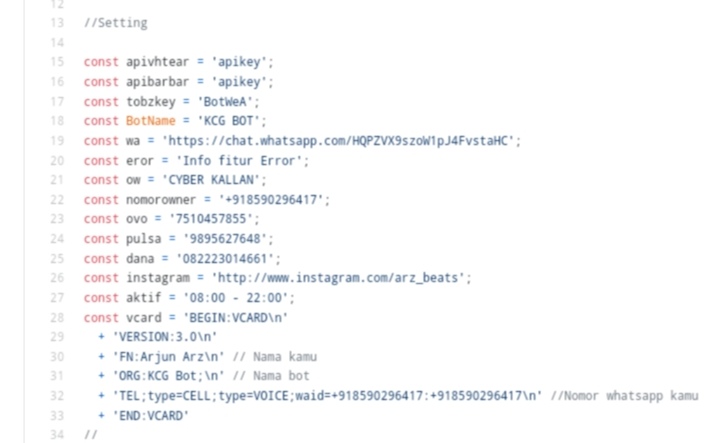 12
13 //Setting
14
15 const apivhtear = 'apikey';
16 const apibarbar = 'apikey';
17 const tobzkey = 'BotWeA';
18 const BotName = 'KCG BOT';
19 const wa = 'https://chat.whatsapp.com/HQPZVX9szoW1pJ4FvstaHC';
20 const eror = 'Info fitur Error';
21 const ow = 'CYBER KALLAN';
22 const nomorowner = '+918590296417';
23 const ovo = '7510457855';
24 const pulsa = '9895627648';
25 const dana = '082223014661';
26 const instagram = 'http://www.instagram.com/arz_beats';
27 const aktif = '08:00 - 22:00';
28 const vcard = 'BEGIN:VCARD\n'
29 + 'VERSION:3.0\n'
30 + 'FN:Arjun Arz\n' // Nama kamu
31 + 'ORG:KCG Bot;\n' // Nama bot
32 + 'TEL;type=CELL;type=VOICE;waid=+918590296417:+918590296417\n' //Nomor whatsapp kamu
33 + 'END:VCARD'
34 //